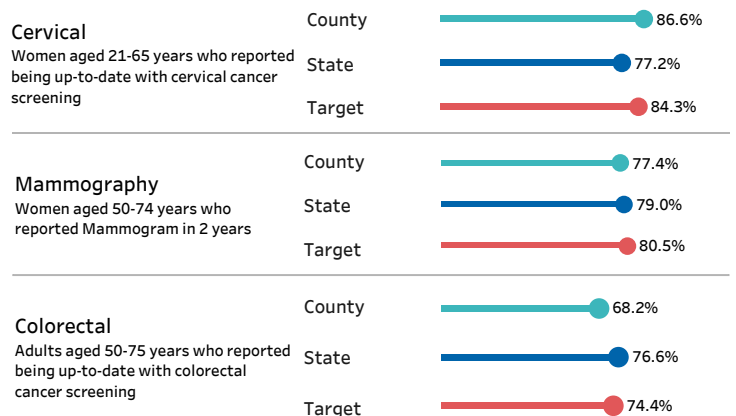 Cervical
Women aged 21-65 years who reported
being up-to-date with cervical cancer
screening
County 86.6%
State 77.2%
Target 84.3%
Mammography
Women aged 50-74 years who
reported Mammogram in 2 years
County 77.4%
State 79.0%
Target 80.5%
Colorectal
Adults aged 50-75 years who reported
being up-to-date with colorectal
cancer screening
County 68.2%
State 76.6%
Target 74.4%